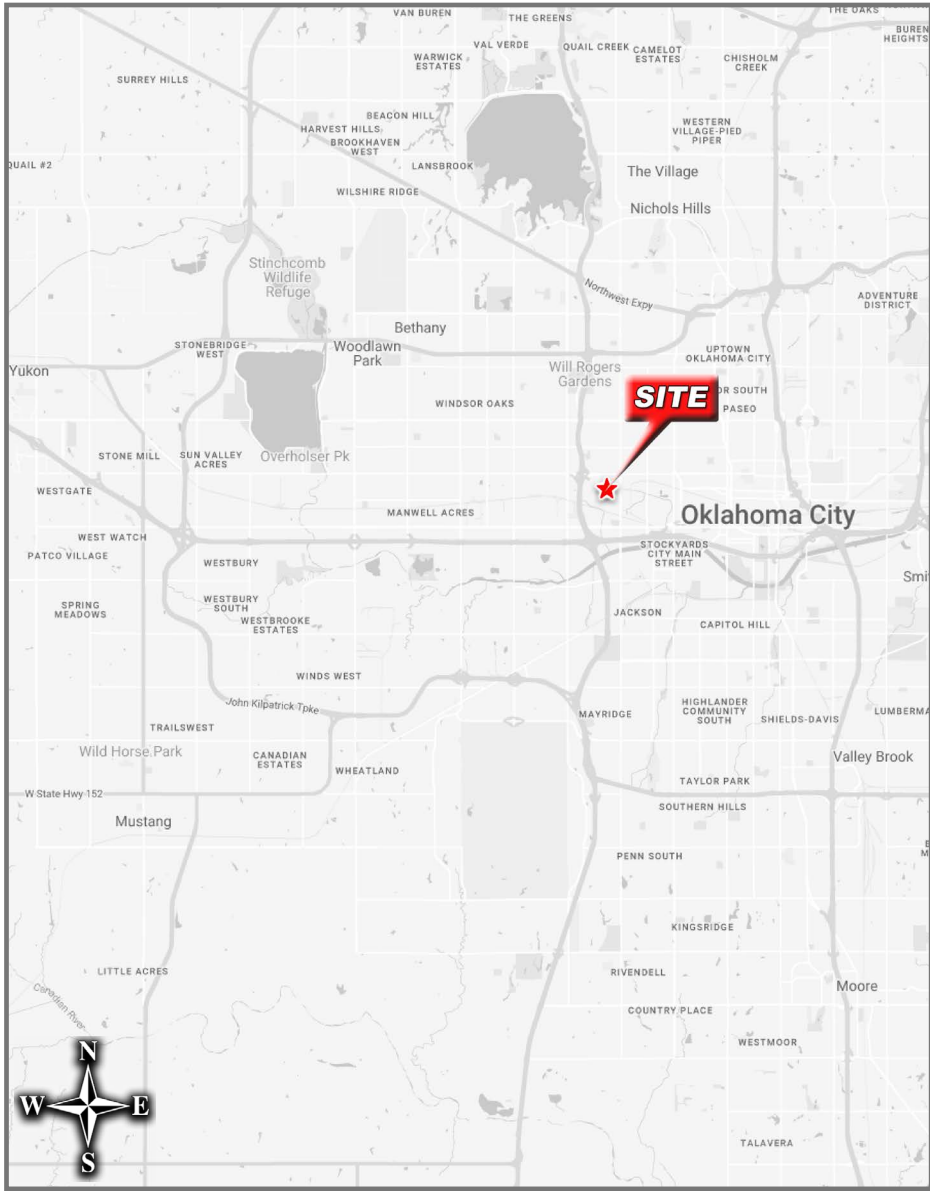 VAN BUREN
THE GREENS
THE OAKS
BUREN
HEIGHTS
VAL VERDE
QUAIL CREEK
CAMELOT
ESTATES
WARWICK
ESTATES
CHISHOLM
CREEK
SURREY HILLS
BEACON HILL
HARVEST HILLS
BROOKHAVEN
WEST
WESTERN
VILLAGE-PIED
PIPER
QUAIL #2
LANSBROOK
The Village
WILSHIRE RIDGE
Nichols Hills
Stinchcomb
Wildlife
Refuge
Northwest Expy
ADVENTURE
DISTRICT
Bethany
STONEBRIDGE
WEST
Woodlawn
Park
UPTOWN
OKLAHOMA CITY
Yukon
Will Rogers
Gardens
SITE
OR SOUTH
PASEO
WINDSOR OAKS
STONE MILL
SUN VALLEY
ACRES
Overholser Pk
WESTGATE
MANWELL ACRES
Oklahoma City
WEST WATCH
PATCO VILLAGE
WESTBURY
STOCKYARDS
CITY MAIN
STREET
Smi
SPRING
MEADOWS
WESTBURY
SOUTH
WESTBROOKE
ESTATES
JACKSON
CAPITOL HILL
WINDS WEST
John Kilpatrick Tpke
MAYRIDGE
HIGHLANDER
COMMUNITY
SOUTH
SHIELDS-DAVIS
LUMBERMA
TRAILSWEST
Wild Horse Park
CANADIAN
ESTATES
WHEATLAND
Valley Brook
TAYLOR PARK
W State Hwy 152
SOUTHERN HILLS
Mustang
PENN SOUTH
KINGSRIDGE
LITTLE ACRES
RIVENDELL
Moore
Canadian River
COUNTRY PLACE
WESTMOOR
N
W
E
S
TALAVERA